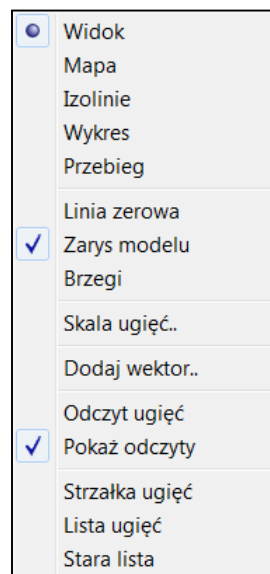 Widok
Mapa
Izolinie
Wykres
Przebieg
Linia zerowa
Zarys modelu
Brzegi
Skala ugięć..
Dodaj wektor..
Odczyt ugięć
Pokaż odczyty
Strzałka ugięć
Lista ugięć
Stara lista